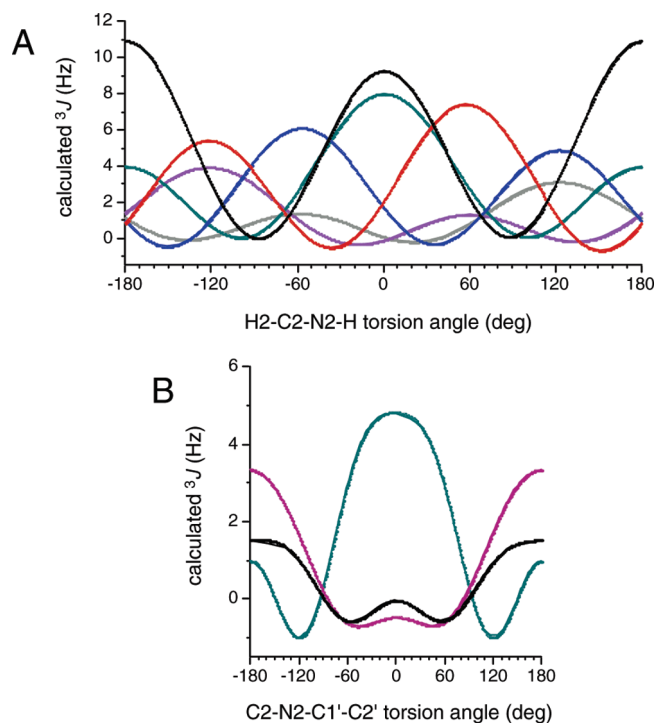 A
12
10
8
6
4
2
0
calculated ³J (Hz)
-180 -120 -60 0 60 120 180
H2-C2-N2-H torsion angle (deg)
B
6
4
2
0
calculated ³J (Hz)
-180 -120 -60 0 60 120 180
C2-N2-C1'-C2' torsion angle (deg)